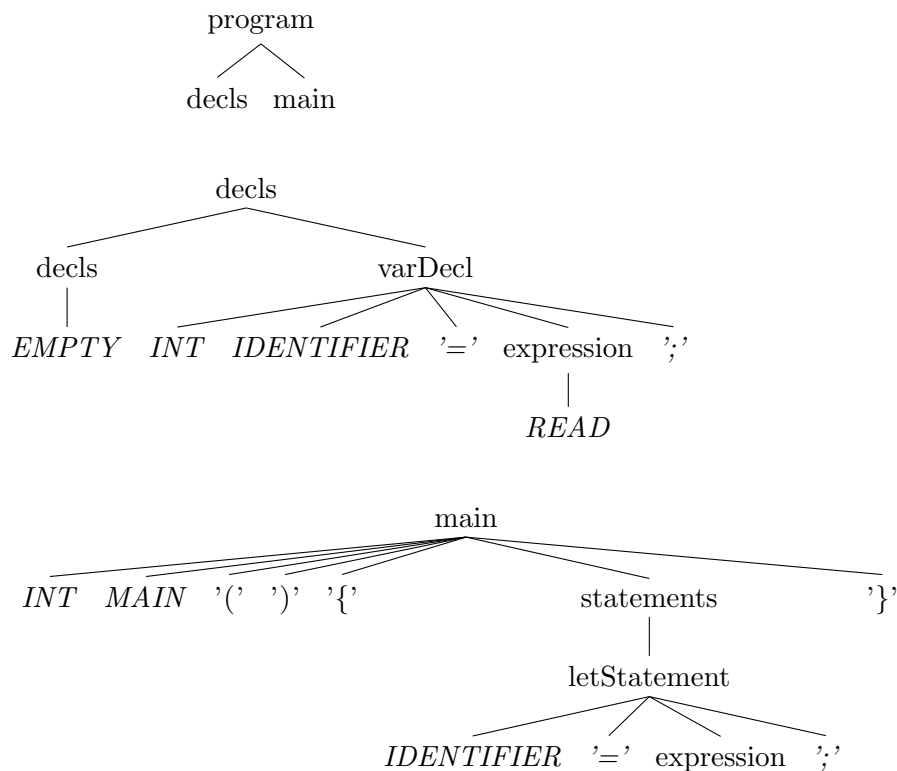 program
decls main
decls
decls varDecl
EMPTY INT IDENTIFIER '=' expression ';'
READ
main
INT MAIN '(' ')' '{' statements '}'
letStatement
IDENTIFIER '=' expression ';'